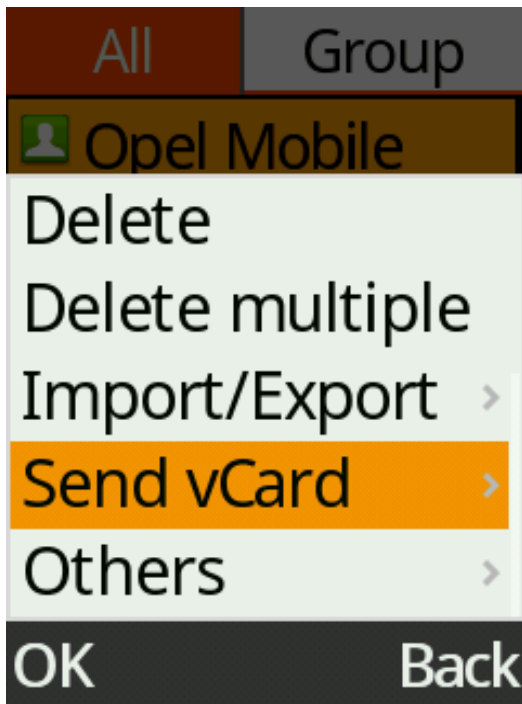 All Group
Opel Mobile
Delete
Delete multiple
Import/Export
Send vCard
Others
OK Back